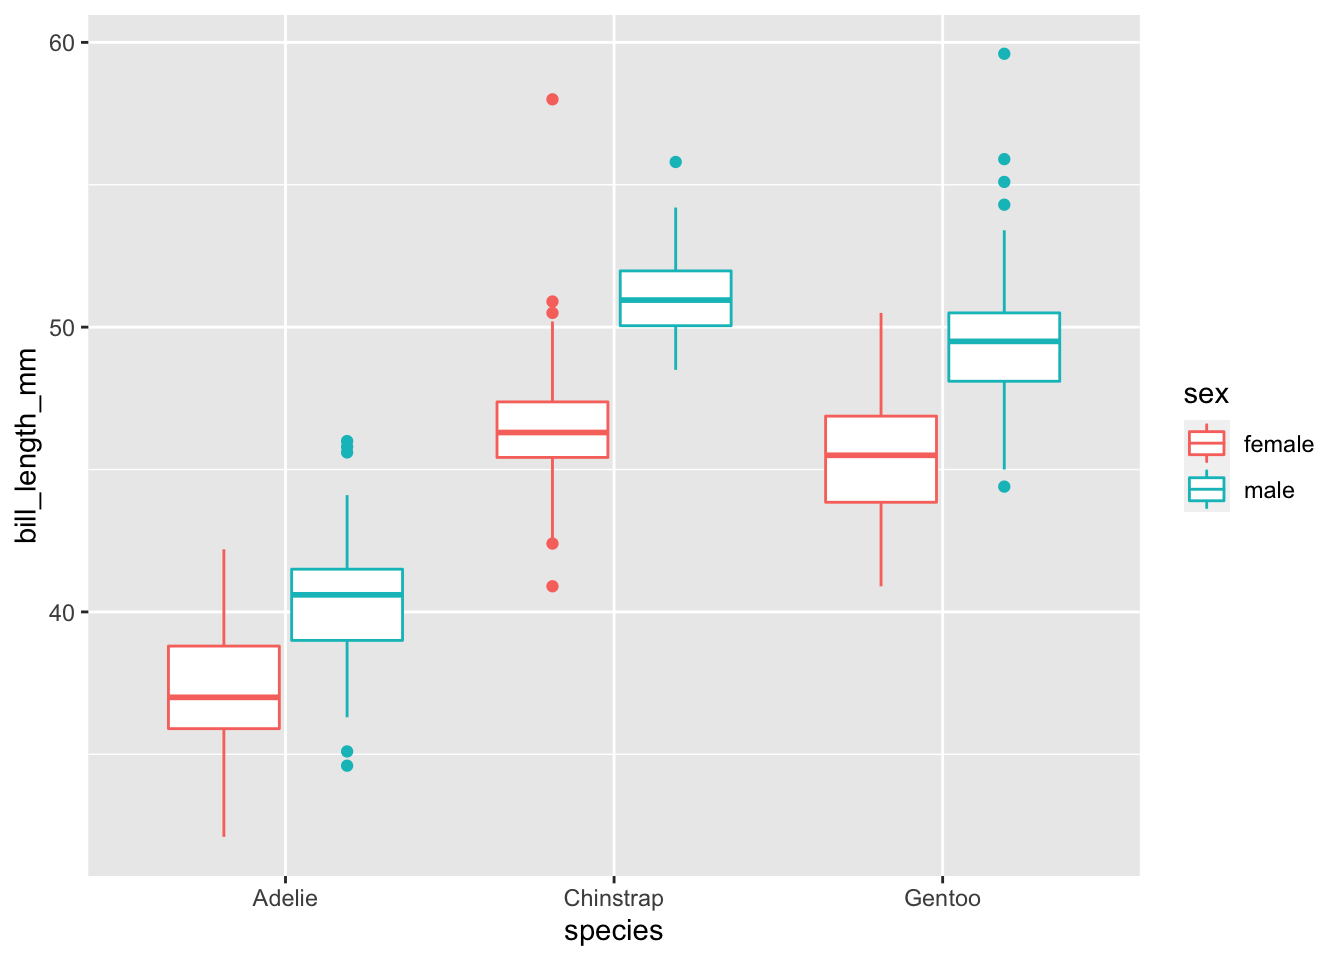 60
50
40
bill_length_mm
Adelie
Chinstrap
Gentoo
species
sex
female
male